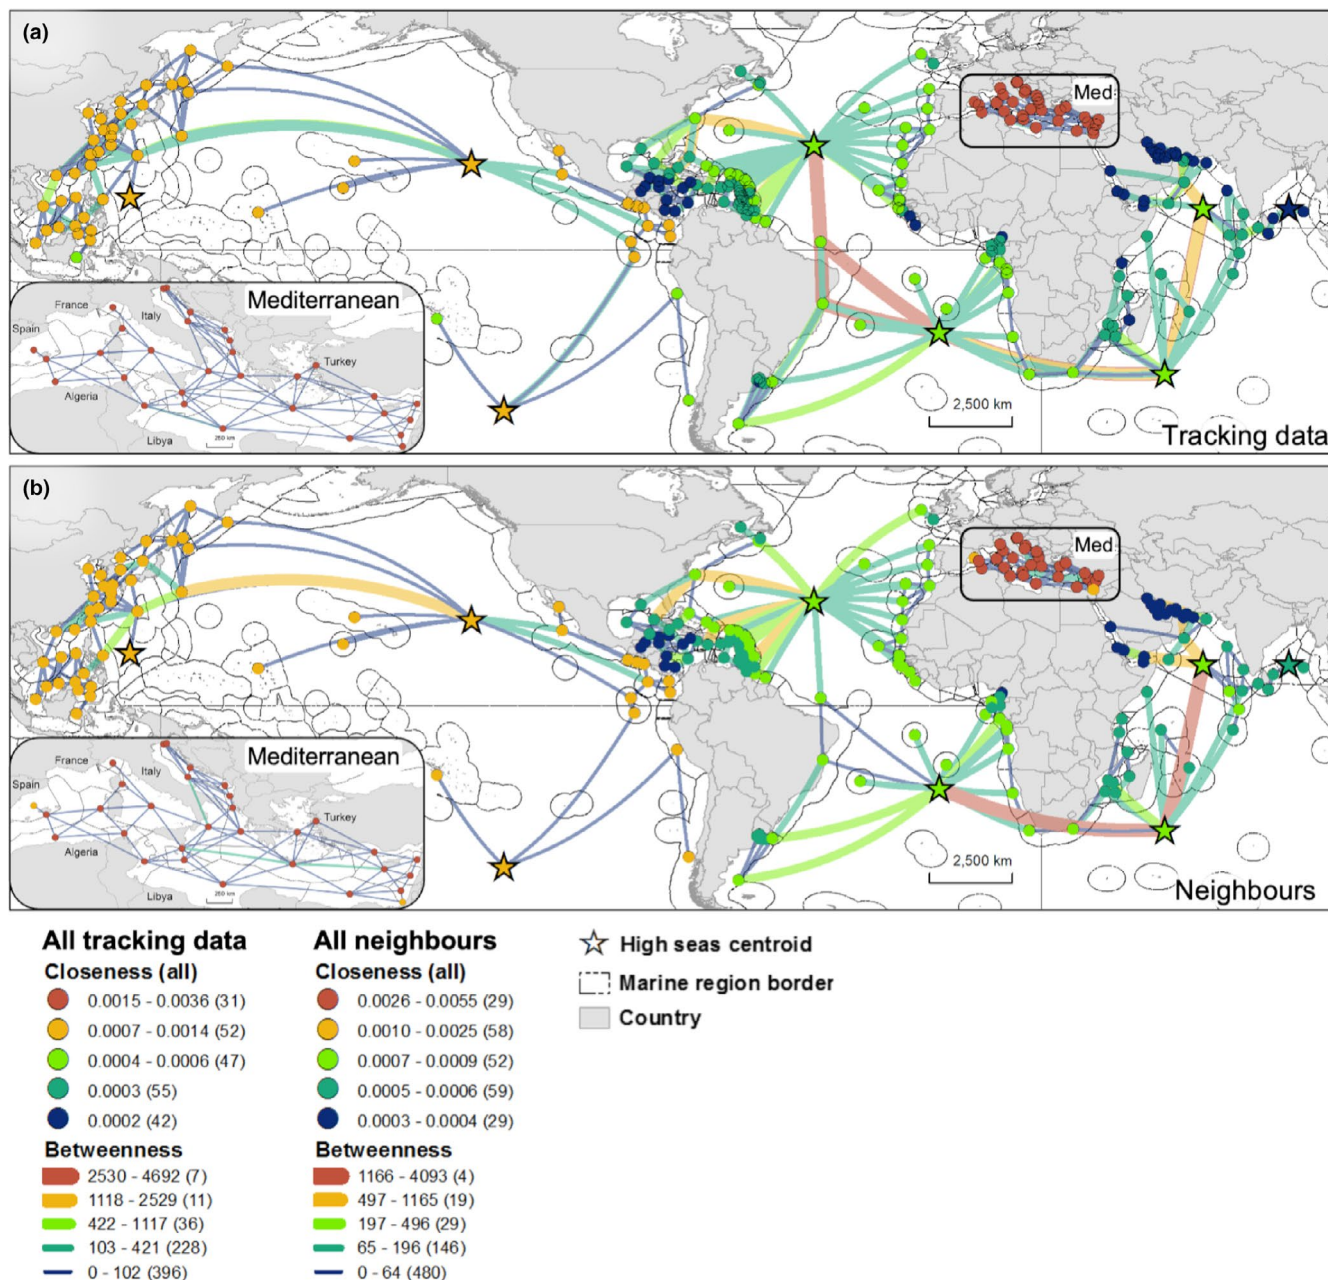 (a)
Med
Mediterranean
France
Italy
Spain
Turkey
Algeria
Libya
250 km
2,500 km
Tracking data
(b)
Med
Mediterranean
France
Italy
Spain
Turkey
Algeria
Libya
250 km
2,500 km
Neighbours
All tracking data
Closeness (all)
0.0015 - 0.0036 (31)
0.0007 - 0.0014 (52)
0.0004 - 0.0006 (47)
0.0003 (55)
0.0002 (42)
Betweenness
2530 - 4692 (7)
1118 - 2529 (11)
422 - 1117 (36)
103 - 421 (228)
0 - 102 (396)
All neighbours
Closeness (all)
0.0026 - 0.0055 (29)
0.0010 - 0.0025 (58)
0.0007 - 0.0009 (52)
0.0005 - 0.0006 (59)
0.0003 - 0.0004 (29)
Betweenness
1166 - 4093 (4)
497 - 1165 (19)
197 - 496 (29)
65 - 196 (146)
0 - 64 (480)
High seas centroid
Marine region border
Country